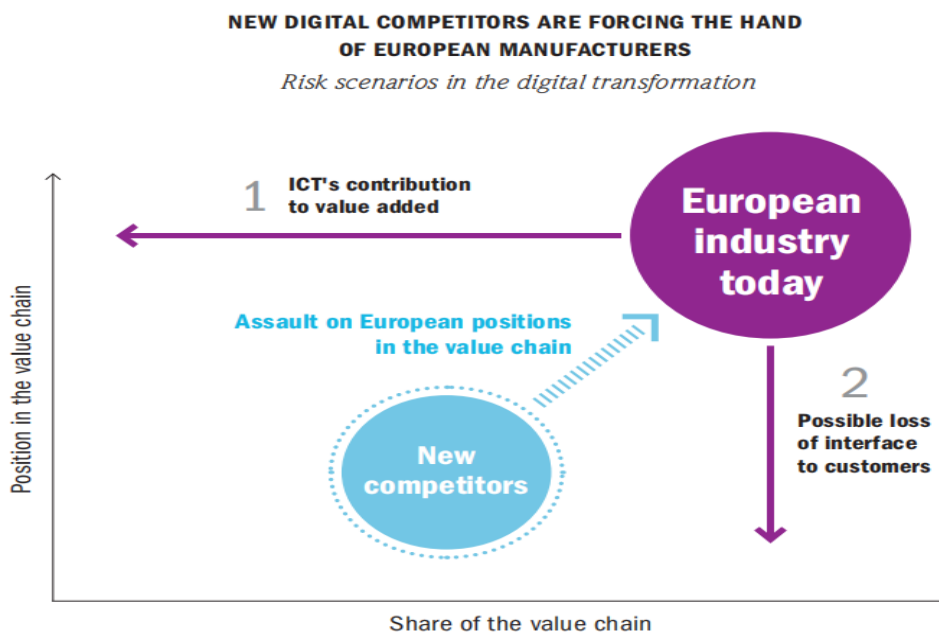 NEW DIGITAL COMPETITORS ARE FORCING THE HAND
OF EUROPEAN MANUFACTURERS
Risk scenarios in the digital transformation
1
ICT's contribution
to value added
European
industry
today
Assault on European positions
in the value chain
2
Possible loss
of interface
to customers
New
competitors
Position in the value chain
Share of the value chain